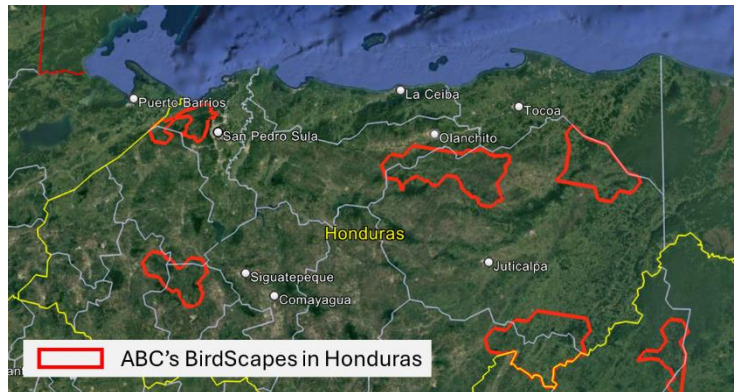 La Ceiba
Puerto Barrios
Tocoa
San Pedro Sula
Olanchito
Honduras
Juticalpa
Siguatepeque
Comayagua
ABC's BirdScapes in Honduras